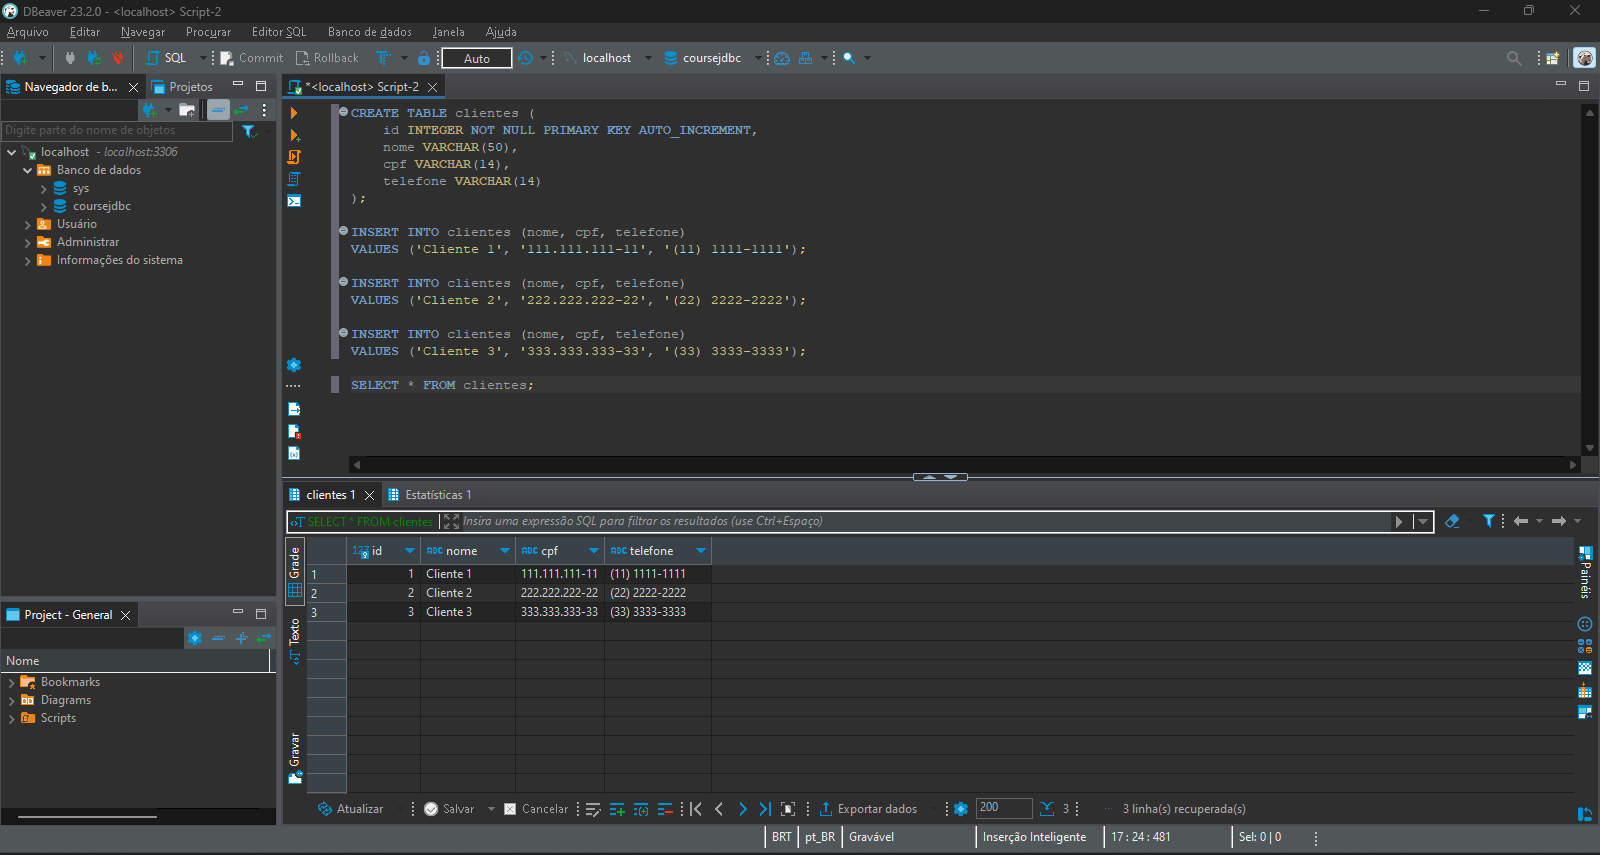 DBeaver 23.2.0 - <localhost> Script-2
Arquivo Editar Navegar Procurar Editor SQL Banco de dados Janela Ajuda
SQL Commit Rollback Auto localhost coursejdbc
Navegador de b... Projetos
Digite parte do nome de objetos
localhost - localhost:3306
Banco de dados
sys
coursejdbc
Usuário
Administrar
Informações do sistema
Project - General
Nome
Bookmarks
Diagrams
Scripts
*<localhost> Script-2
CREATE TABLE clientes (
id INTEGER NOT NULL PRIMARY KEY AUTO_INCREMENT,
nome VARCHAR(50),
cpf VARCHAR(14),
telefone VARCHAR(14)
);
INSERT INTO clientes (nome, cpf, telefone)
VALUES ('Cliente 1', '111.111.111-11', '(11) 1111-1111');
INSERT INTO clientes (nome, cpf, telefone)
VALUES ('Cliente 2', '222.222.222-22', '(22) 2222-2222');
INSERT INTO clientes (nome, cpf, telefone)
VALUES ('Cliente 3', '333.333.333-33', '(33) 3333-3333');
SELECT * FROM clientes;
clientes 1 Estatísticas 1
SELECT * FROM clientes Insira uma expressão SQL para filtrar os resultados (use Ctrl+Espaço)
Grade
Texto
Gravar
123 id ABC nome ABC cpf ABC telefone
1 1 Cliente 1 111.111.111-11 (11) 1111-1111
2 2 Cliente 2 222.222.222-22 (22) 2222-2222
3 3 Cliente 3 333.333.333-33 (33) 3333-3333
Painéis
Atualizar Salvar Cancelar Exportar dados 200 3 3 linha(s) recuperada(s)
BRT pt_BR Gravável Inserção Inteligente 17 : 24 : 481 Sel: 0 | 0